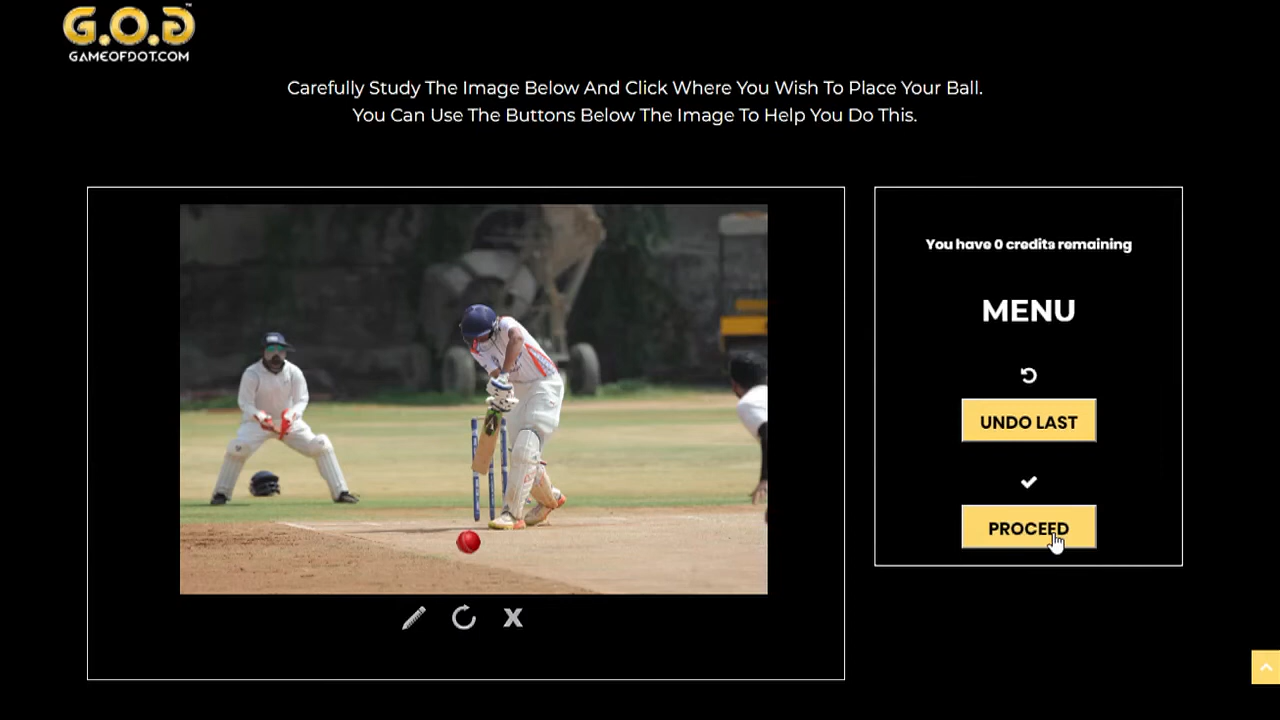 G.O.G
™
GAMEOFDOT.COM
Carefully Study The Image Below And Click Where You Wish To Place Your Ball.
You Can Use The Buttons Below The Image To Help You Do This.
You have 0 credits remaining
MENU
UNDO LAST
PROCEED
X